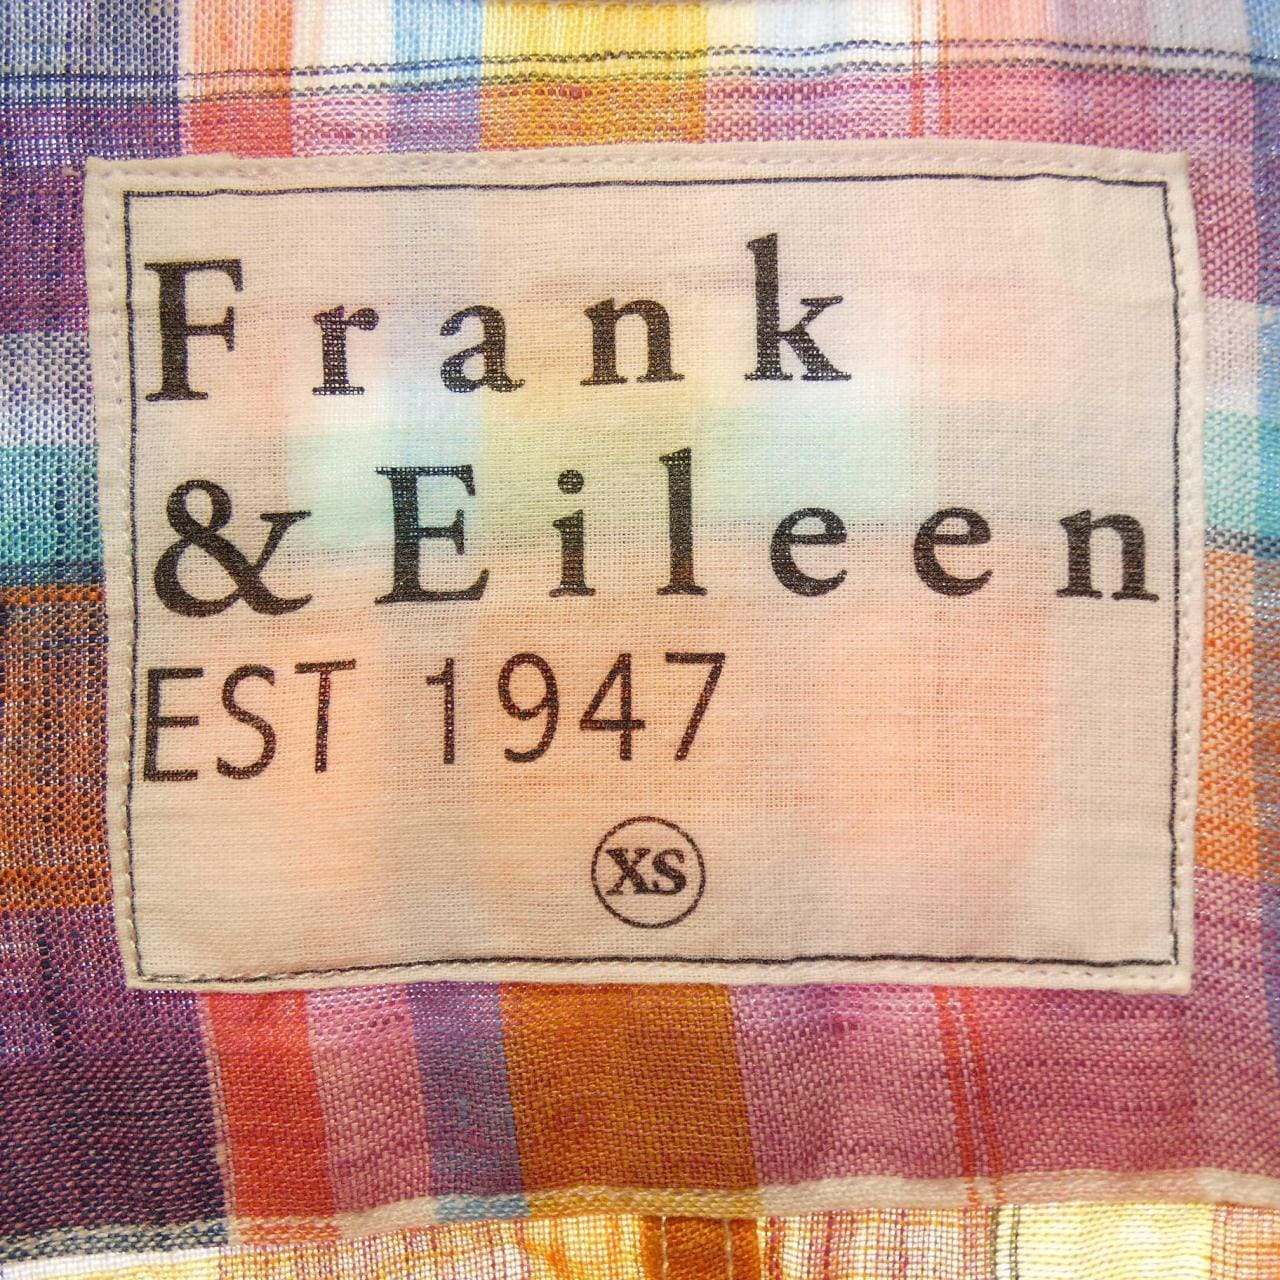 Frank
& Eileen
EST 1947
XS